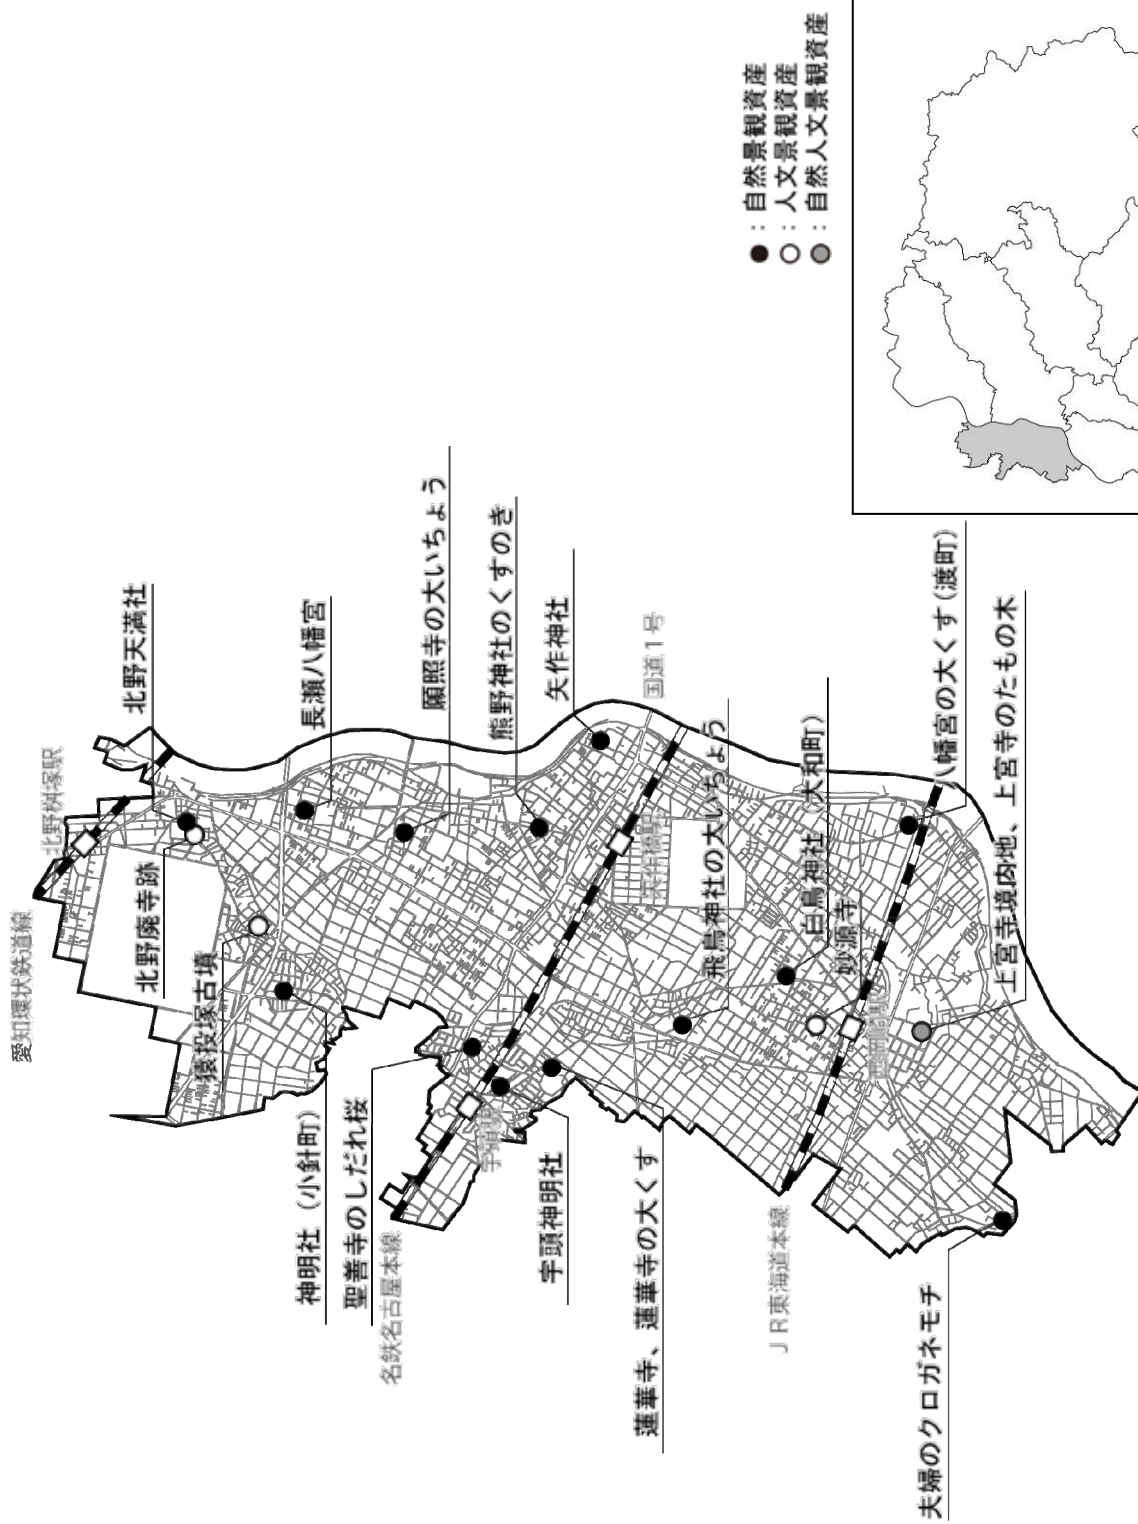 愛知環状鉄道線
北野桝塚駅
北野天満社
北野廃寺跡
猿投塚古墳
長瀬八幡宮
神明社（小針町）
聖善寺のしだれ桜
名鉄名古屋本線
願照寺の大いちょう
熊野神社のくすのき
宇頭駅
矢作神社
宇頭神明社
国道１号
矢作橋駅
蓮華寺、蓮華寺の大くす
飛鳥神社の大いちょう
ＪＲ東海道本線
白鳥神社（大和町）
妙源寺
西岡崎駅
八幡宮の大くす（渡町）
夫婦のクロガネモチ
上宮寺境内地、上宮寺のたもの木
●：自然景観資産
○：人文景観資産
●：自然人文景観資産